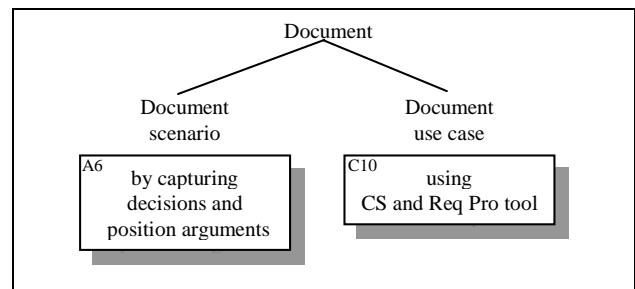 Document
Document
scenario
Document
use case
A6
by capturing
decisions and
position arguments
C10
using
CS and Req Pro tool